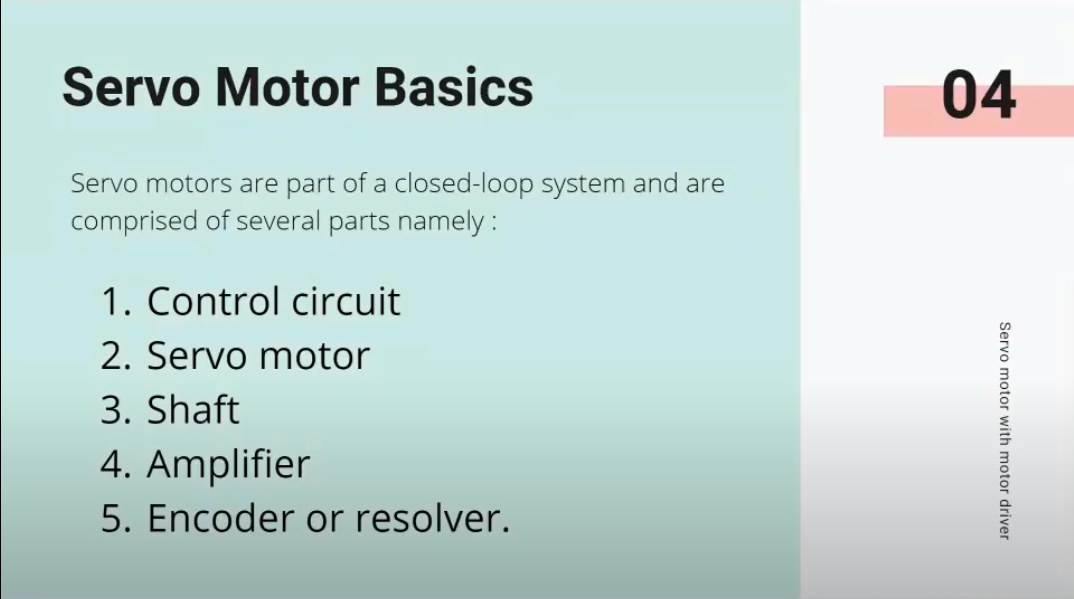 Servo Motor Basics
04
Servo motors are part of a closed-loop system and are
comprised of several parts namely :
1. Control circuit
2. Servo motor
3. Shaft
4. Amplifier
5. Encoder or resolver.
Servo motor with motor driver